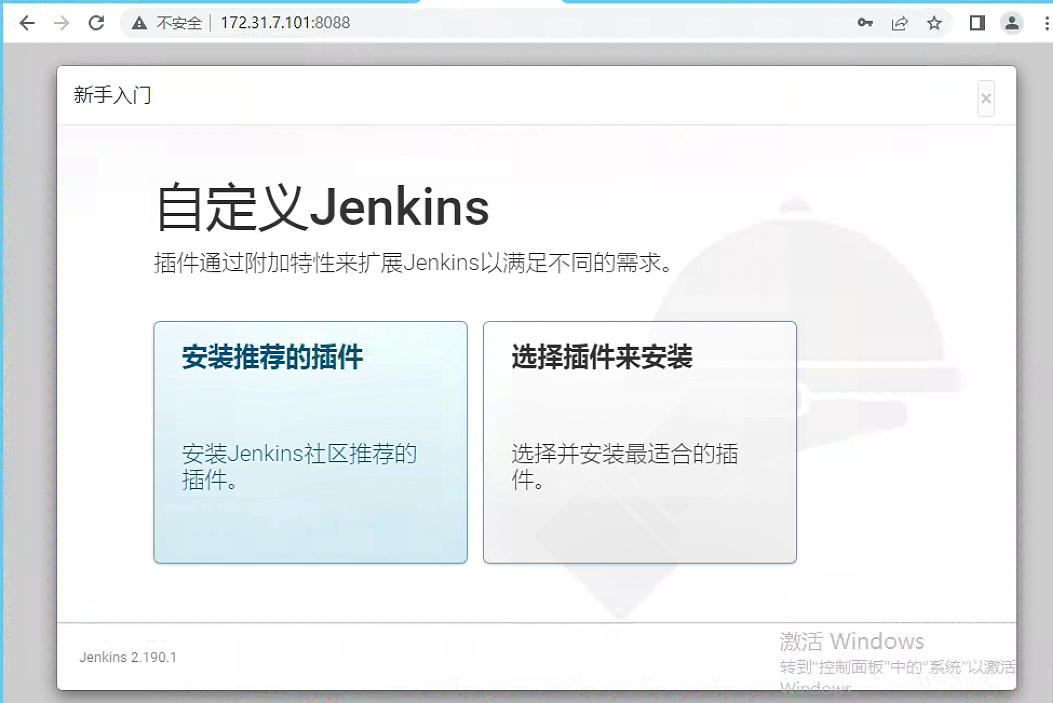 不安全 172.31.7.101:8088
新手入门
×
自定义Jenkins
插件通过附加特性来扩展Jenkins以满足不同的需求。
安装推荐的插件
安装Jenkins社区推荐的
插件。
选择插件来安装
选择并安装最适合的插
件。
Jenkins 2.190.1
激活 Windows
转到“控制面板”中的“系统”以激活
Windows